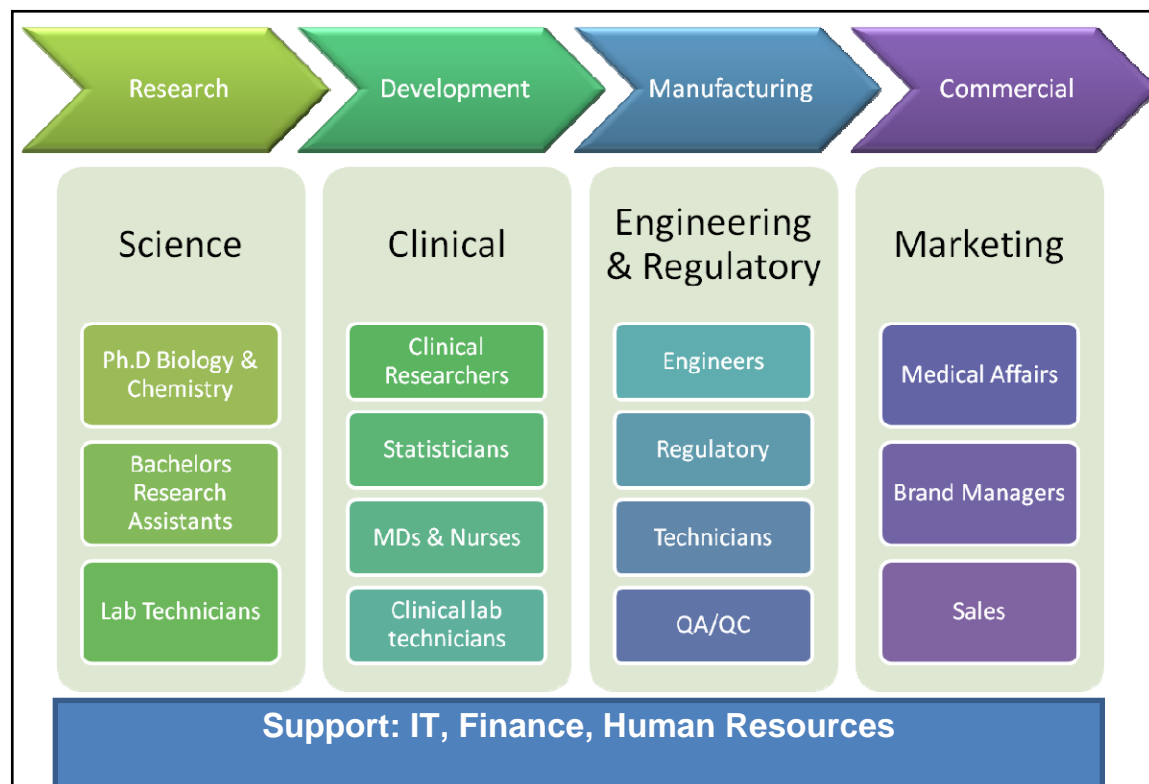 Research
Development
Manufacturing
Commercial
Science
Ph.D Biology &
Chemistry
Bachelors
Research
Assistants
Lab Technicians
Clinical
Clinical
Researchers
Statisticians
MDs & Nurses
Clinical lab
technicians
Engineering
& Regulatory
Engineers
Regulatory
Technicians
QA/QC
Marketing
Medical Affairs
Brand Managers
Sales
Support: IT, Finance, Human Resources